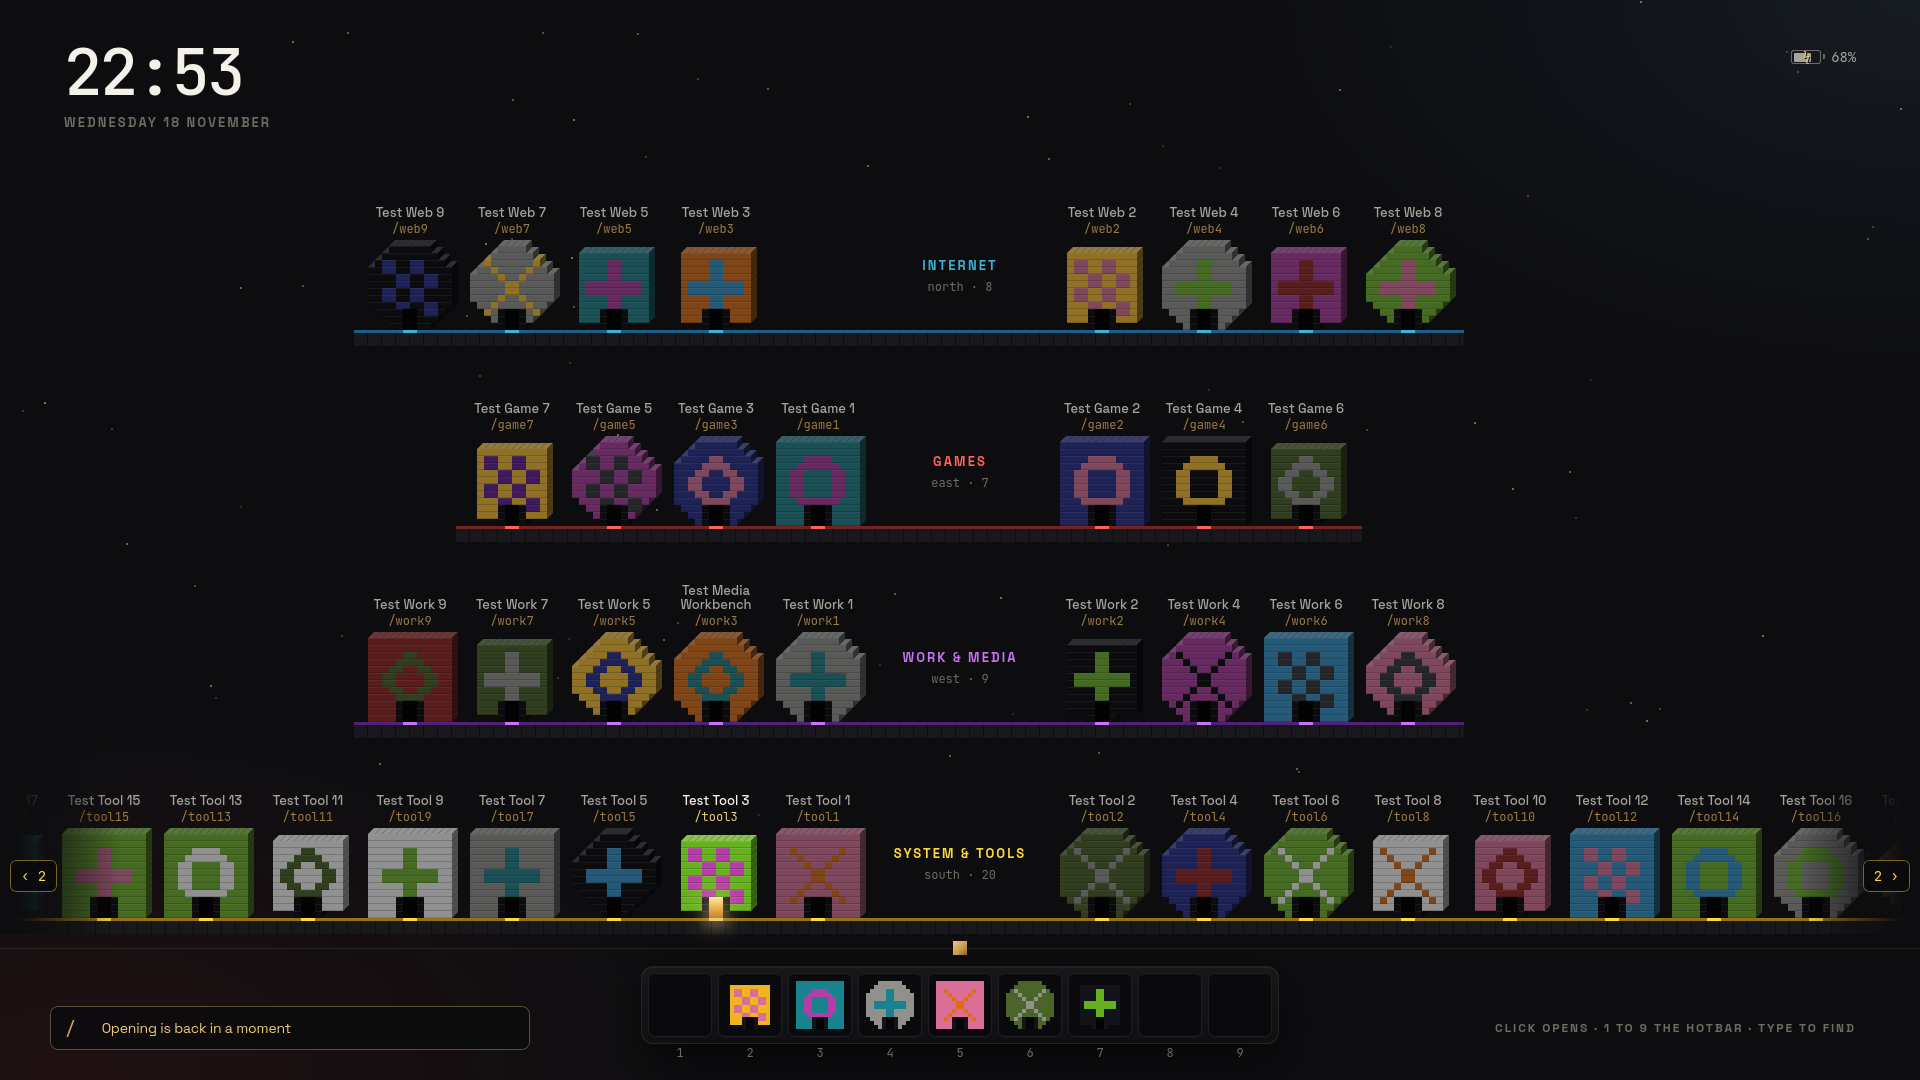 22:53
WEDNESDAY 18 NOVEMBER
68%
Test Web 9 Test Web 7 Test Web 5 Test Web 3 Test Web 2 Test Web 4 Test Web 6 Test Web 8
/web9 /web7 /web5 /web3 /web2 /web4 /web6 /web8
INTERNET
north · 8
Test Game 7 Test Game 5 Test Game 3 Test Game 1 Test Game 2 Test Game 4 Test Game 6
/game7 /game5 /game3 /game1 /game2 /game4 /game6
GAMES
east · 7
Test Work 9 Test Work 7 Test Work 5 Test Media Workbench Test Work 1 Test Work 2 Test Work 4 Test Work 6 Test Work 8
/work9 /work7 /work5 /work3 /work1 /work2 /work4 /work6 /work8
WORK & MEDIA
west · 9
17 Test Tool 15 Test Tool 13 Test Tool 11 Test Tool 9 Test Tool 7 Test Tool 5 Test Tool 3 Test Tool 1 Test Tool 2 Test Tool 4 Test Tool 6 Test Tool 8 Test Tool 10 Test Tool 12 Test Tool 14 Test Tool 16
/tool15 /tool13 /tool11 /tool9 /tool7 /tool5 /tool3 /tool1 /tool2 /tool4 /tool6 /tool8 /tool10 /tool12 /tool14 /tool16
SYSTEM & TOOLS
south · 20
‹ 2
2 ›
/ Opening is back in a moment
1 2 3 4 5 6 7 8 9
CLICK OPENS · 1 TO 9 THE HOTBAR · TYPE TO FIND